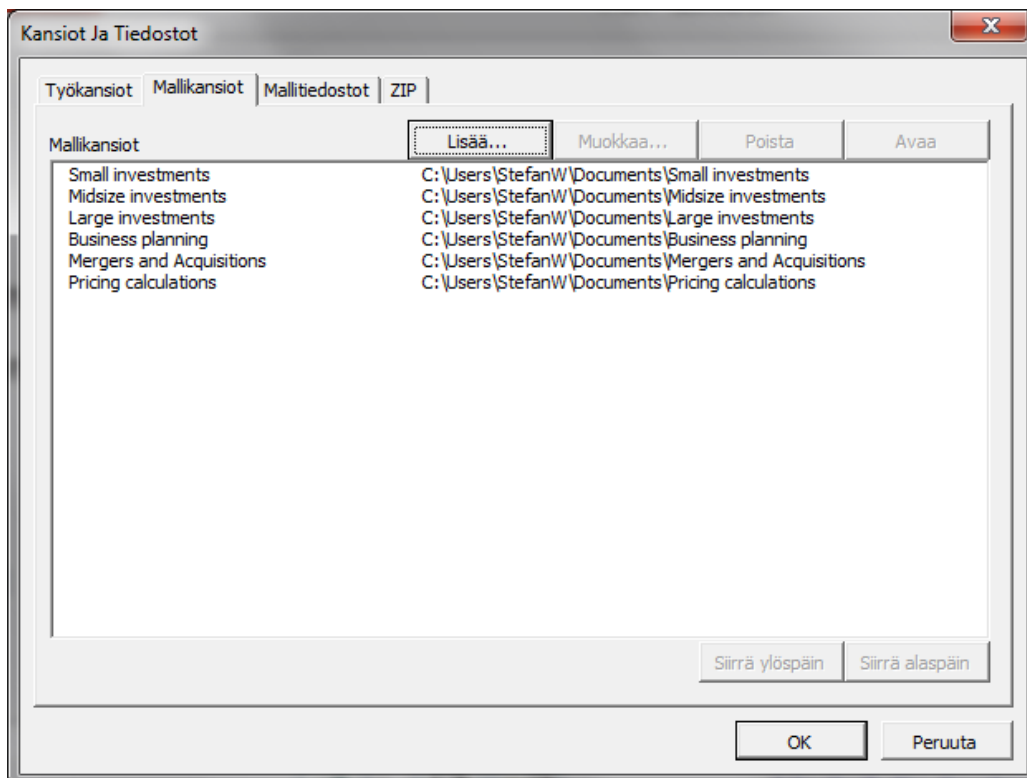 Kansiot Ja Tiedostot
Työkansiot Mallikansiot Mallitiedostot ZIP
Mallikansiot Lisää... Muokkaa... Poista Avaa
Small investments C:\Users\StefanW\Documents\Small investments
Midsize investments C:\Users\StefanW\Documents\Midsize investments
Large investments C:\Users\StefanW\Documents\Large investments
Business planning C:\Users\StefanW\Documents\Business planning
Mergers and Acquisitions C:\Users\StefanW\Documents\Mergers and Acquisitions
Pricing calculations C:\Users\StefanW\Documents\Pricing calculations
Siirrä ylöspäin Siirrä alaspäin
OK Peruuta